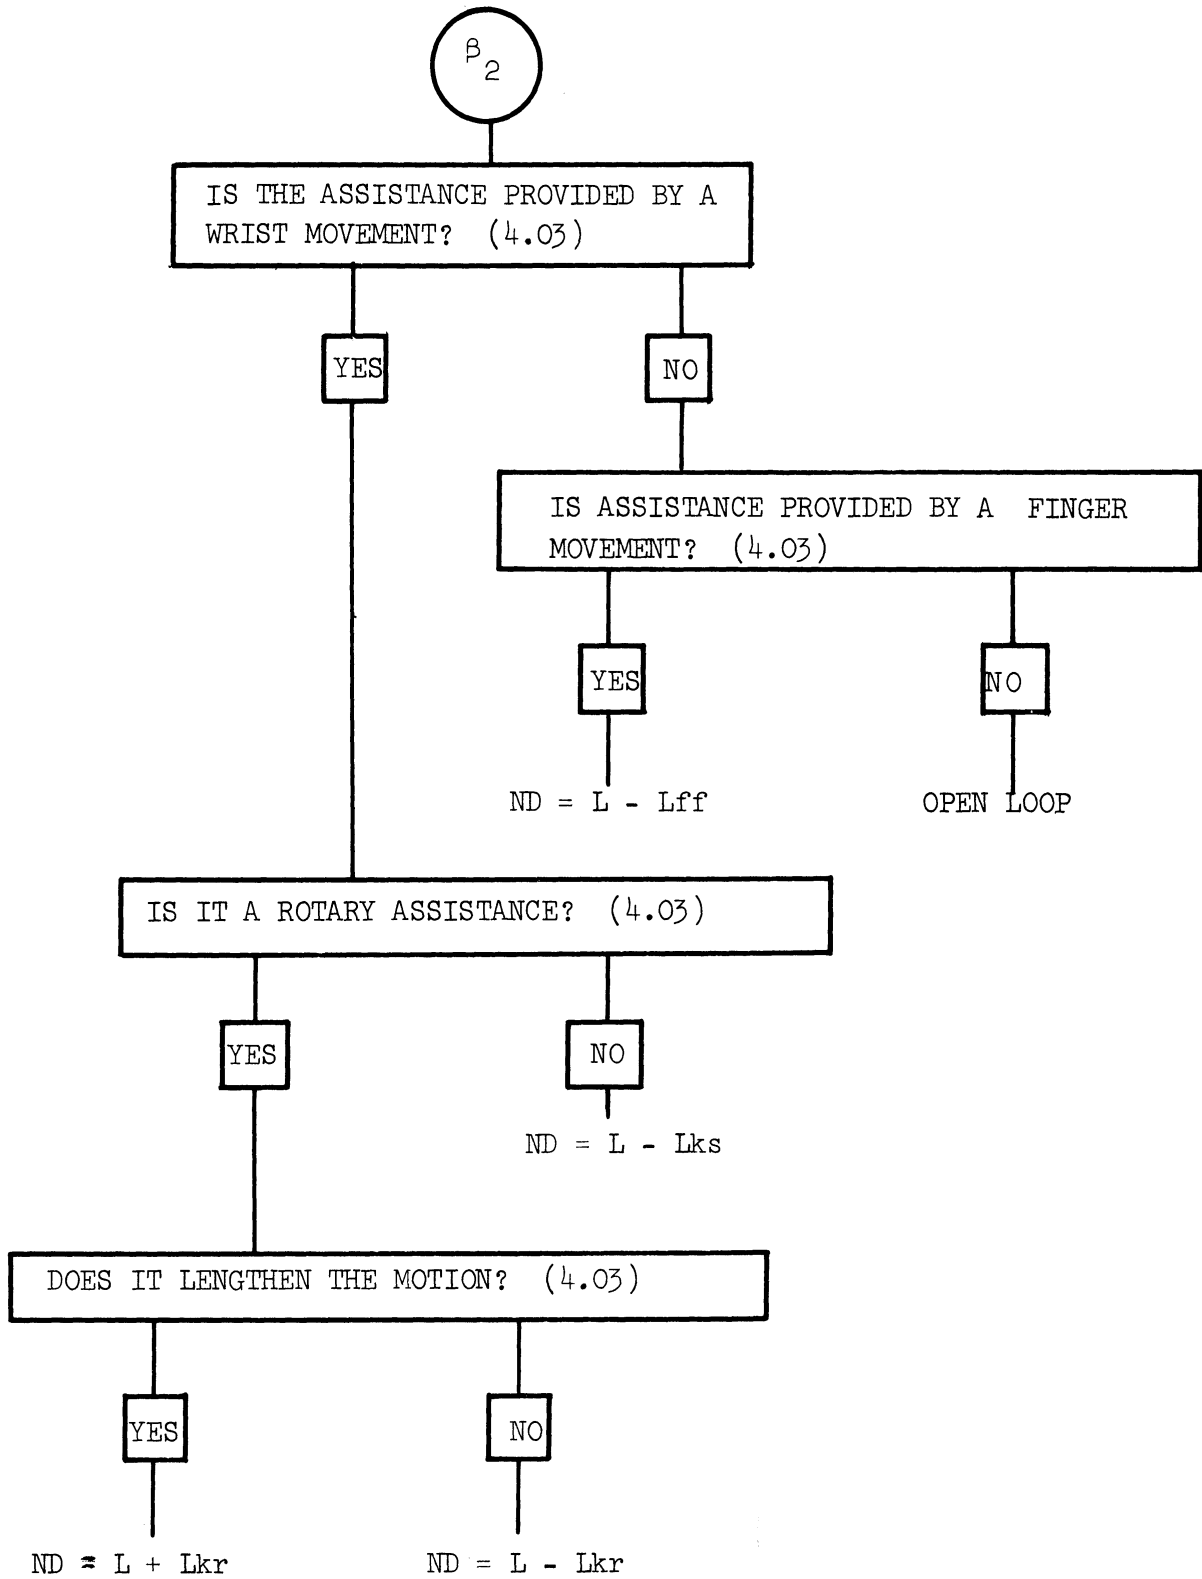 β2
IS THE ASSISTANCE PROVIDED BY A
WRIST MOVEMENT? (4.03)
YES
NO
IS ASSISTANCE PROVIDED BY A FINGER
MOVEMENT? (4.03)
YES
NO
ND = L - Lff
OPEN LOOP
IS IT A ROTARY ASSISTANCE? (4.03)
YES
NO
ND = L - Lks
DOES IT LENGTHEN THE MOTION? (4.03)
YES
NO
ND = L + Lkr
ND = L - Lkr